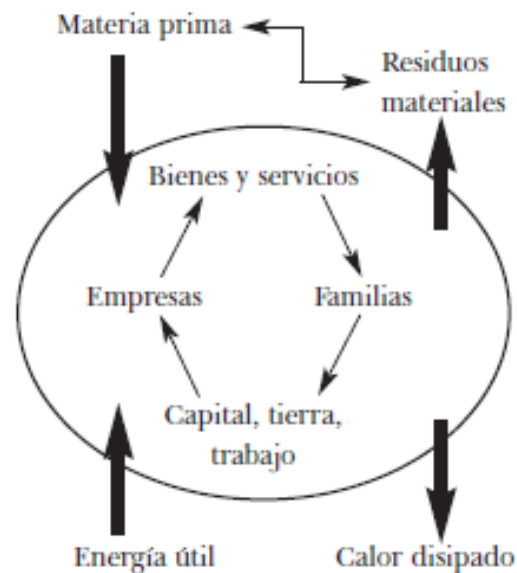 Materia prima
Residuos
materiales
Bienes y servicios
Empresas
Familias
Capital, tierra,
trabajo
Energía útil
Calor disipado